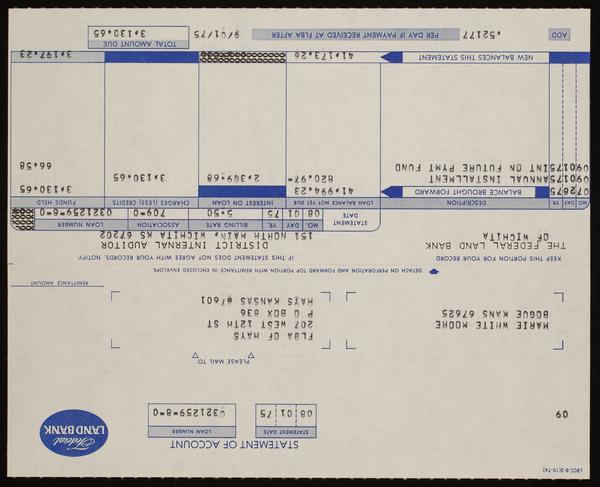 LBCC-8-3(10-74)
STATEMENT OF ACCOUNT
Federal
LAND BANK
STATEMENT DATE
LOAN NUMBER
08 01 75
0321259-8-0
09
PLEASE MAIL TO
MARIE WHITE MOORE
BOGUE KANS 67625
FLBA OF HAYS
207 WEST 12TH ST
P O BOX 836
HAYS KANSAS 67601
REMITTANCE AMOUNT
DETACH ON PERFORATION AND FORWARD TOP PORTION WITH REMITTANCE IN ENCLOSED ENVELOPE.
KEEP THIS PORTION FOR YOUR RECORD
IF THIS STATEMENT DOES NOT AGREE WITH YOUR RECORDS, NOTIFY:
THE FEDERAL LAND BANK
OF WICHITA
DISTRICT INTERNAL AUDITOR
151 NORTH MAIN, WICHITA KS 67202
STATEMENT DATE
MO. DAY YR. BILLING RATE ASSOCIATION LOAN NUMBER
08 01 75 5.50 709-0 0321259-8-0
MO. DAY YR. DESCRIPTION LOAN BALANCE NOT YET DUE INTEREST ON LOAN CHARGES (LESS) CREDITS FUNDS HELD
072875 BALANCE BROUGHT FORWARD 41,994.23 3,130.65
090175 ANNUAL INSTALLMENT 820.97- 2,309.68 3,130.65
090175 INT ON FUTURE PYMT FUND 66.58
NEW BALANCES THIS STATEMENT 41,173.26 3,197.23
ADD .52177 PER DAY IF PAYMENT RECEIVED AT FLBA AFTER 9/01/75 TOTAL AMOUNT DUE 3,130.65